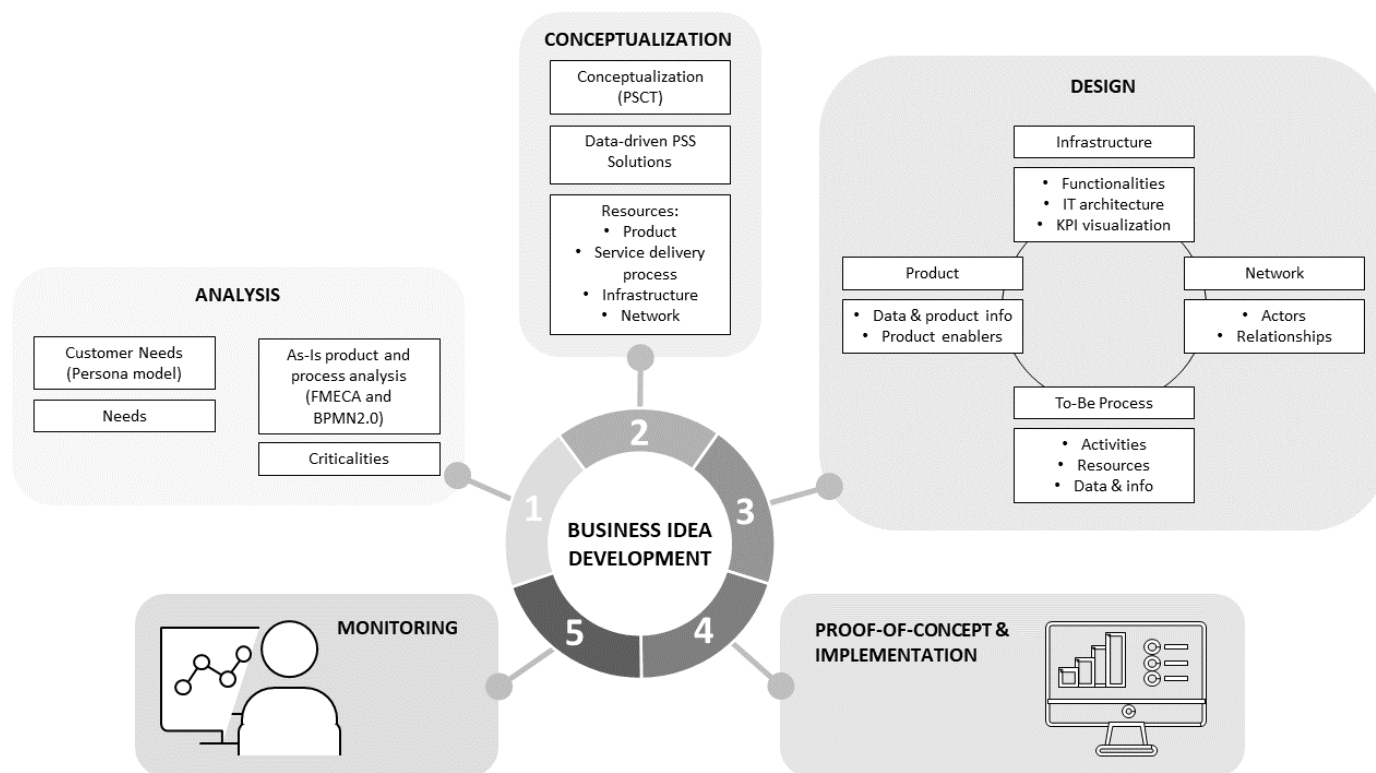 CONCEPTUALIZATION
Conceptualization
(PSCT)
Data-driven PSS
Solutions
Resources:
• Product
• Service delivery
process
• Infrastructure
• Network
DESIGN
Infrastructure
• Functionalities
• IT architecture
• KPI visualization
Product
• Data & product info
• Product enablers
Network
• Actors
• Relationships
To-Be Process
• Activities
• Resources
• Data & info
ANALYSIS
Customer Needs
(Persona model)
Needs
As-Is product and
process analysis
(FMECA and
BPMN2.0)
Criticalities
1
2
3
4
5
BUSINESS IDEA
DEVELOPMENT
MONITORING
PROOF-OF-CONCEPT &
IMPLEMENTATION